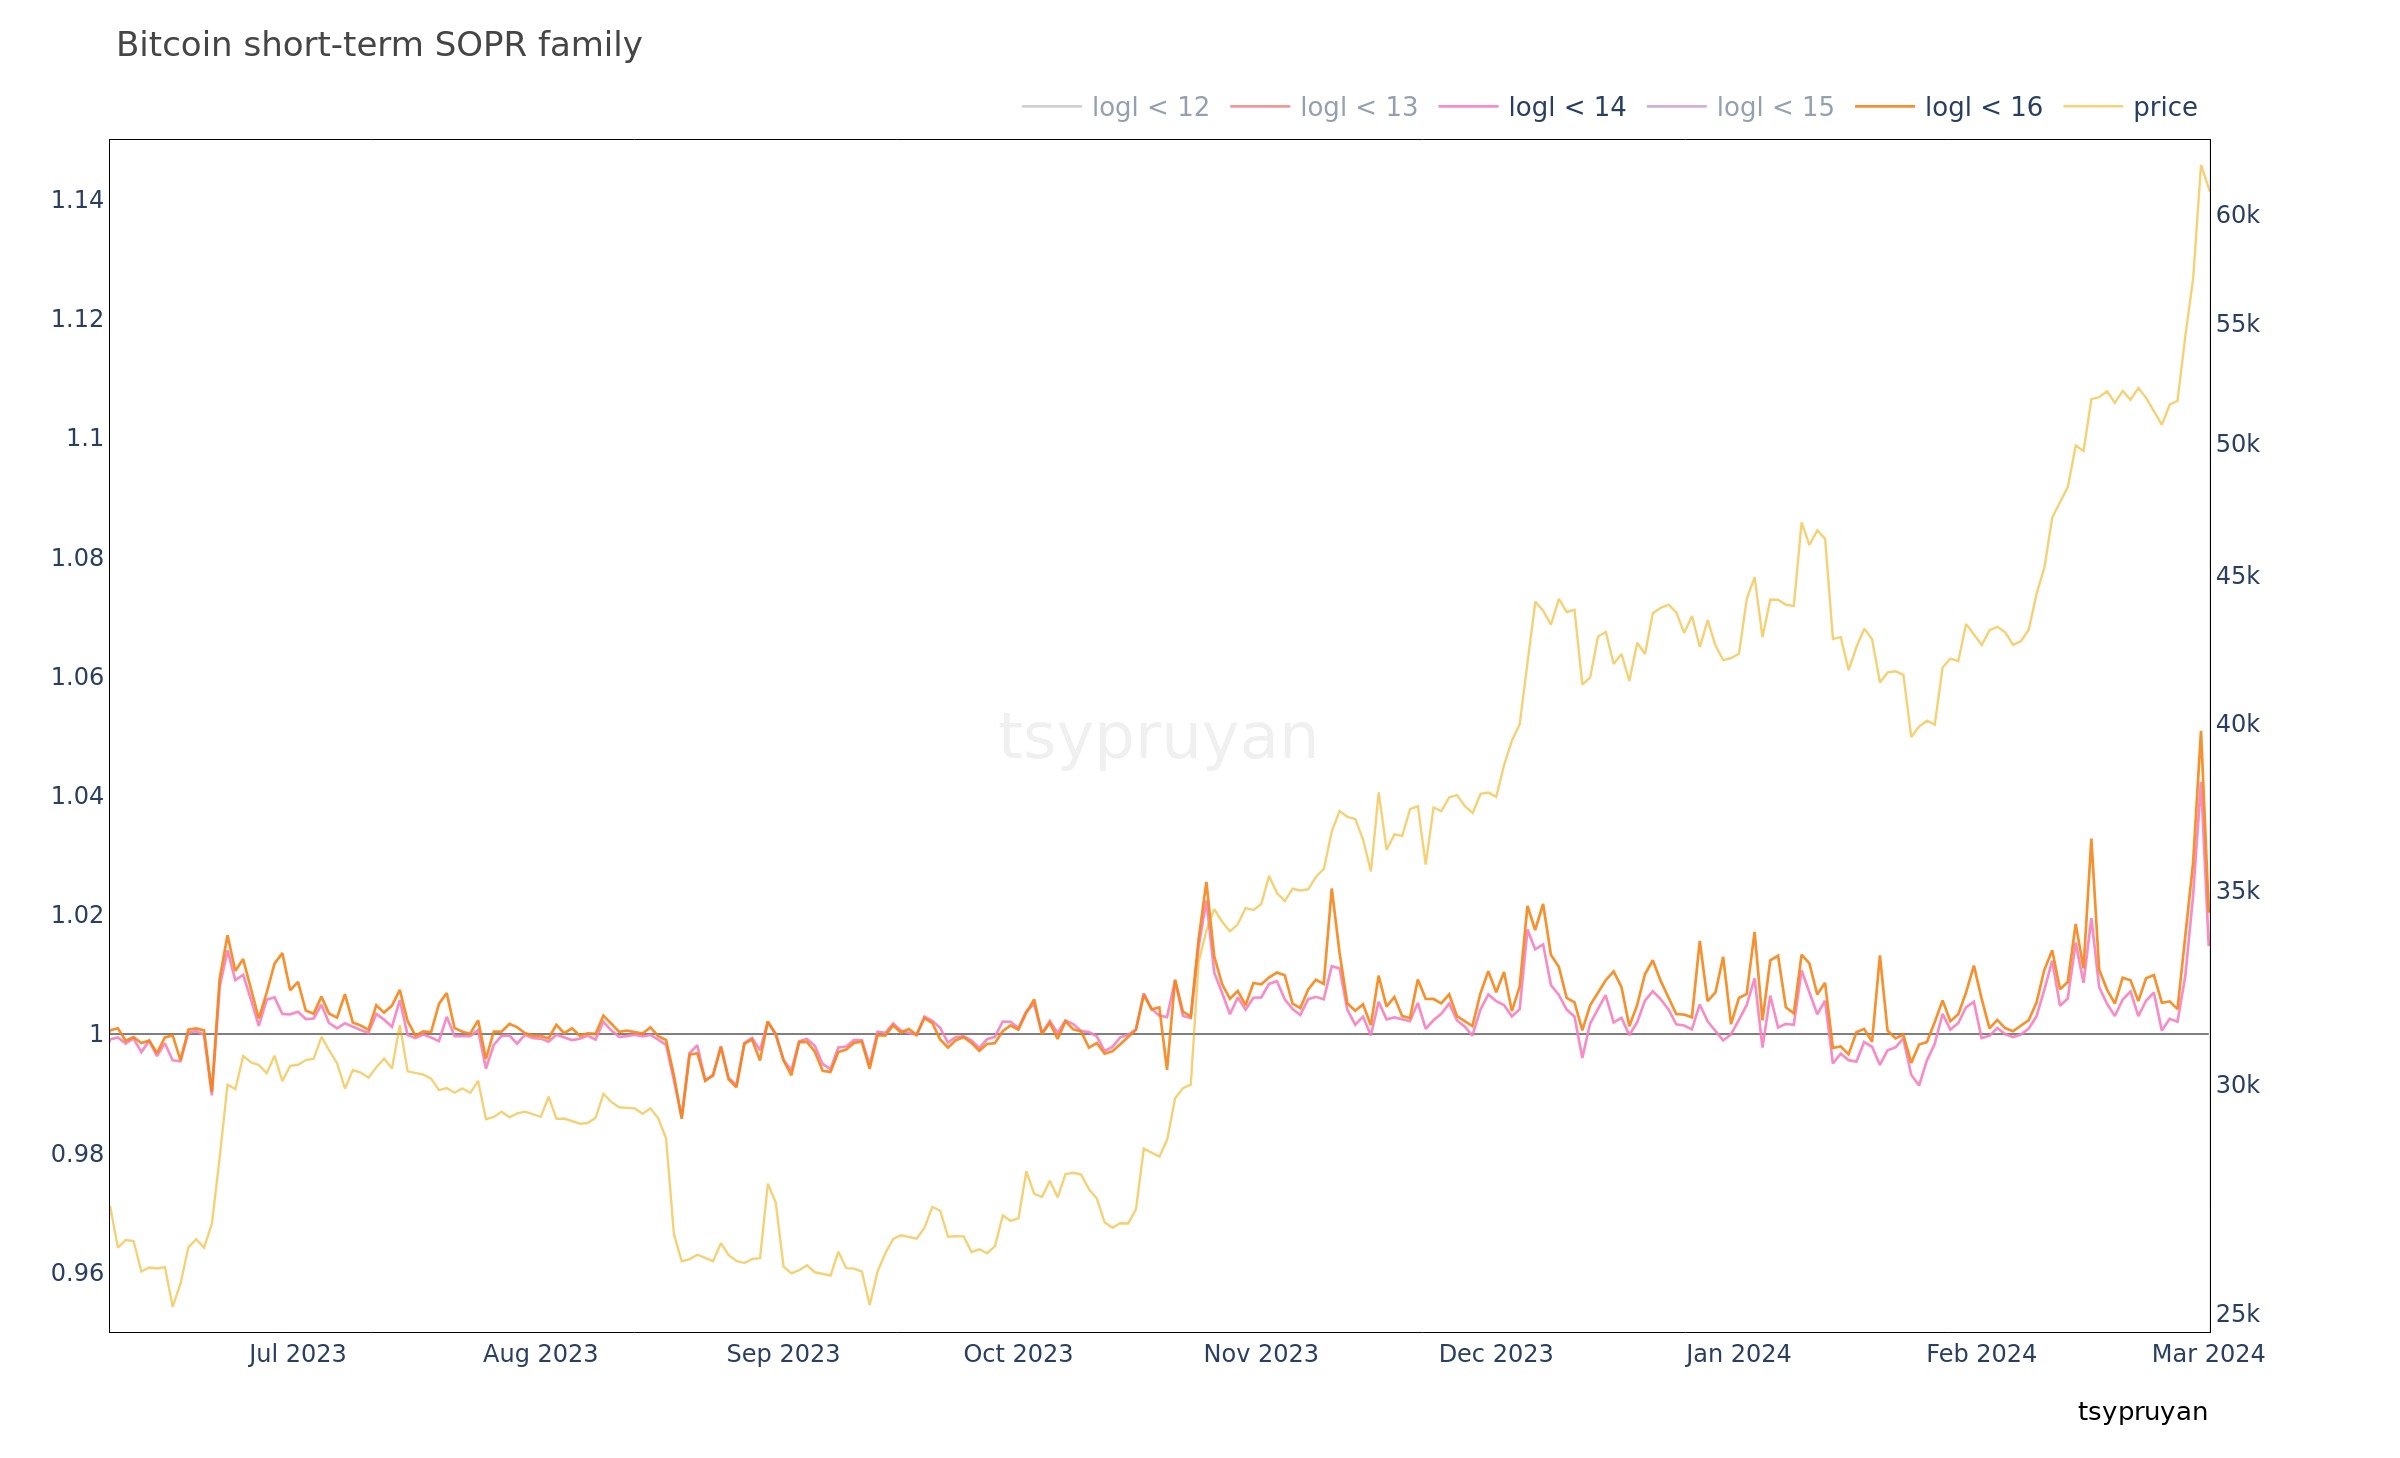 Bitcoin short-term SOPR family
logl < 12 logl < 13 logl < 14 logl < 15 logl < 16 price
1.14
1.12
1.1
1.08
1.06
1.04
1.02
1
0.98
0.96
60k
55k
50k
45k
40k
35k
30k
25k
tsypruyan
Jul 2023 Aug 2023 Sep 2023 Oct 2023 Nov 2023 Dec 2023 Jan 2024 Feb 2024 Mar 2024
tsypruyan